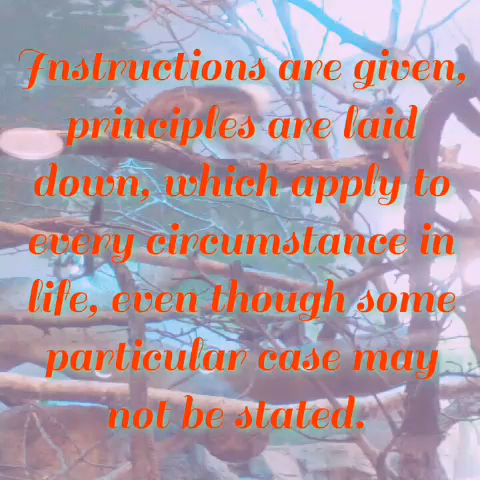 Instructions are given,
principles are laid
down, which apply to
every circumstance in
life, even though some
particular case may
not be stated.